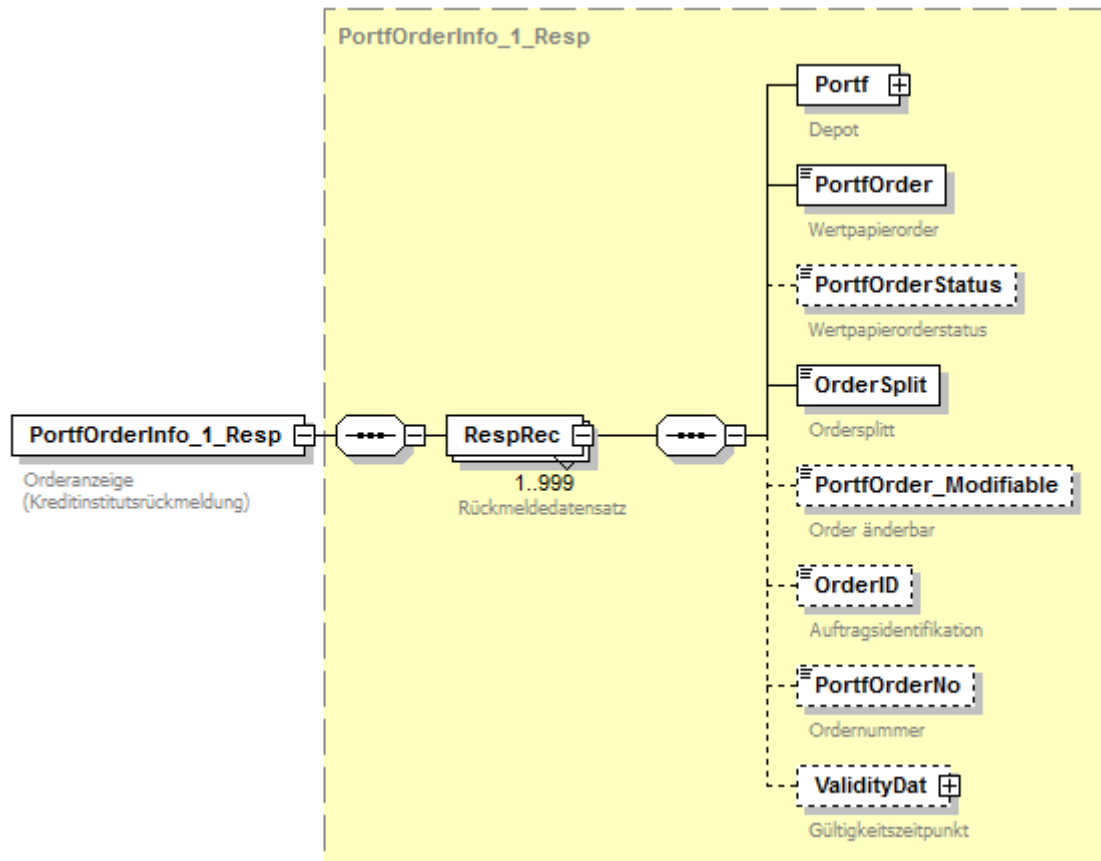 PortfOrderInfo_1_Resp
Portf
Depot
PortfOrder
Wertpapierorder
PortfOrderStatus
Wertpapierorderstatus
OrderSplit
Ordersplitt
PortfOrderInfo_1_Resp
Orderanzeige
(Kreditinstitutsrückmeldung)
RespRec
1..999
Rückmeldedatensatz
PortfOrder_Modifiable
Order änderbar
OrderID
Auftragsidentifikation
PortfOrderNo
Ordernummer
ValidityDat
Gültigkeitszeitpunkt